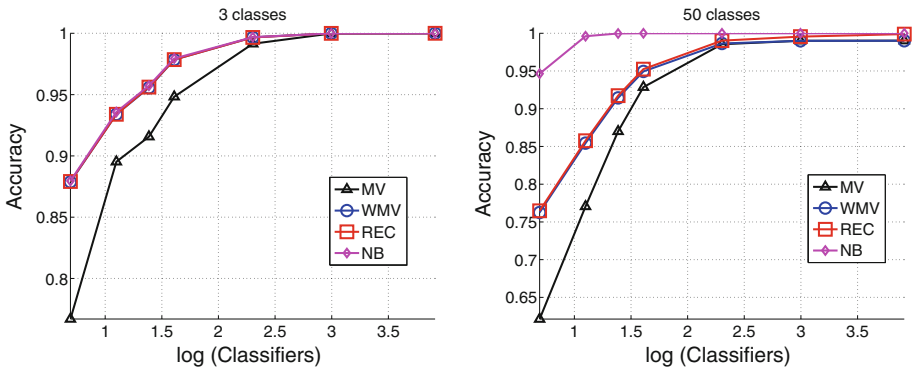 3 classes
1
0.95
0.9
0.85
0.8
Accuracy
MV
WMV
REC
NB
1
1.5
2
2.5
3
3.5
log (Classifiers)
50 classes
1
0.95
0.9
0.85
0.8
0.75
0.7
0.65
Accuracy
MV
WMV
REC
NB
1
1.5
2
2.5
3
3.5
log (Classifiers)